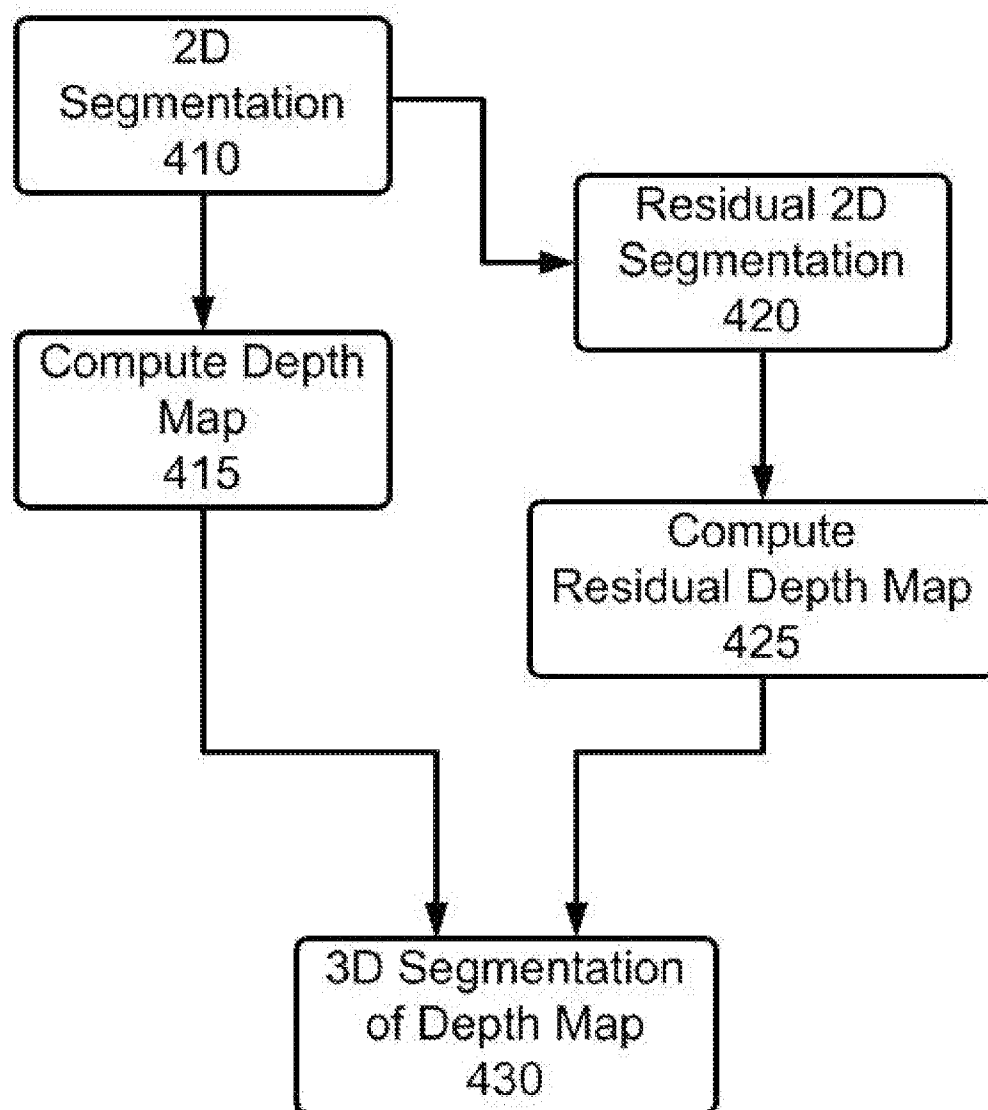 2D
Segmentation
410
Residual 2D
Segmentation
420
Compute Depth
Map
415
Compute
Residual Depth Map
425
3D Segmentation
of Depth Map
430